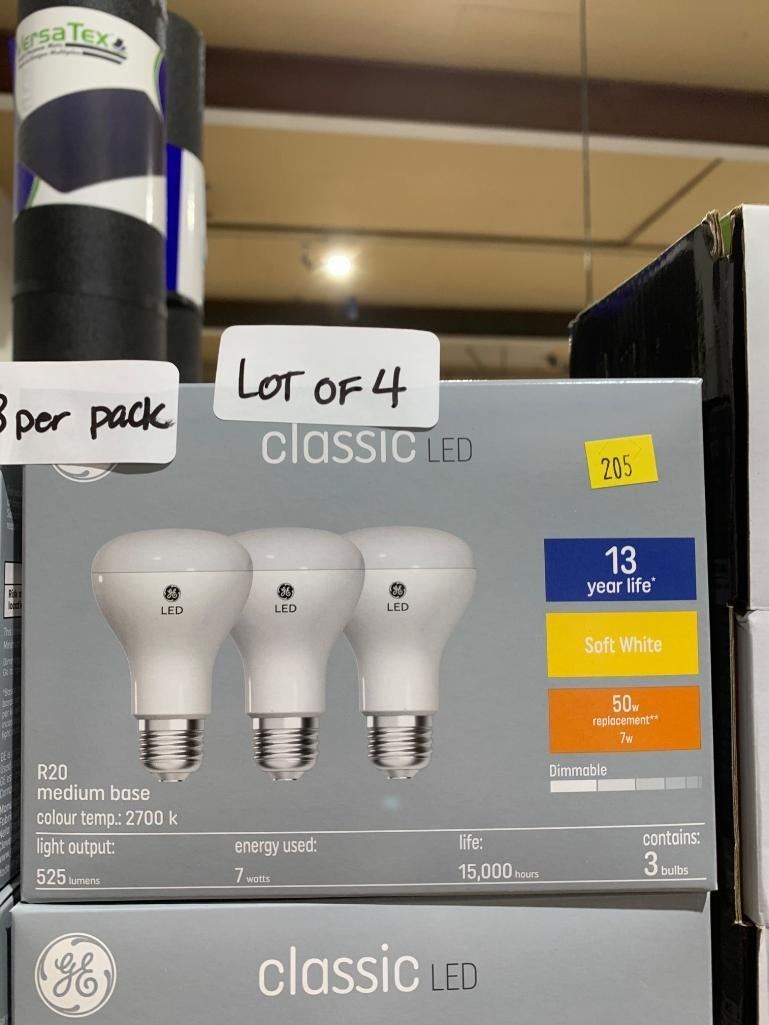 VersaTex
LOT OF 4
3 per pack
classic LED
205
13
year life*
Soft White
50w
replacement**
7w
Dimmable
LED
LED
LED
R20
medium base
colour temp.: 2700 k
light output:
525 lumens
energy used:
7 watts
life:
15,000 hours
contains:
3 bulbs
GE
classic LED